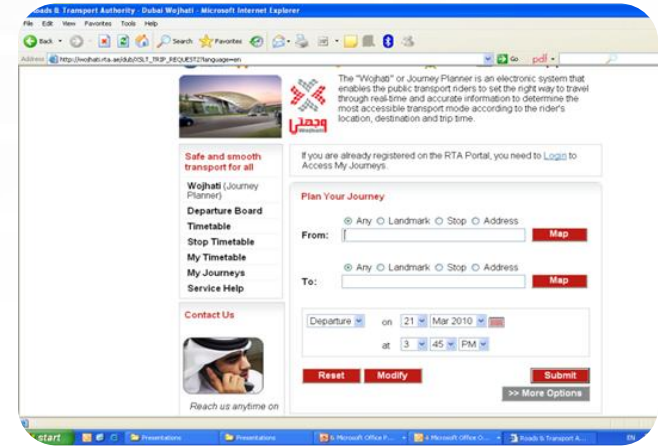 Roads & Transport Authority - Dubai Wojhati - Microsoft Internet Explorer
File Edit View Favorites Tools Help
Back Search Favorites
Address http://wojhati.rta.ae/dub/XSLT_TRIP_REQUEST2?language=en Go pdf
The "Wojhati" or Journey Planner is an electronic system that
enables the public transport riders to set the right way to travel
through real-time and accurate information to determine the
most accessible transport mode according to the rider's
location, destination and trip time.
وجهتي
Wojhati
Safe and smooth
transport for all
Wojhati (Journey
Planner)
Departure Board
Timetable
Stop Timetable
My Timetable
My Journeys
Service Help
Contact Us
Reach us anytime on
If you are already registered on the RTA Portal, you need to Login to
Access My Journeys.
Plan Your Journey
Any Landmark Stop Address
From: Map
Any Landmark Stop Address
To: Map
Departure on 21 Mar 2010
at 3 45 PM
Reset Modify Submit
>> More Options
start Presentations Presentations 6 Microsoft Office P... 4 Microsoft Office O... Roads & Transport A... EN